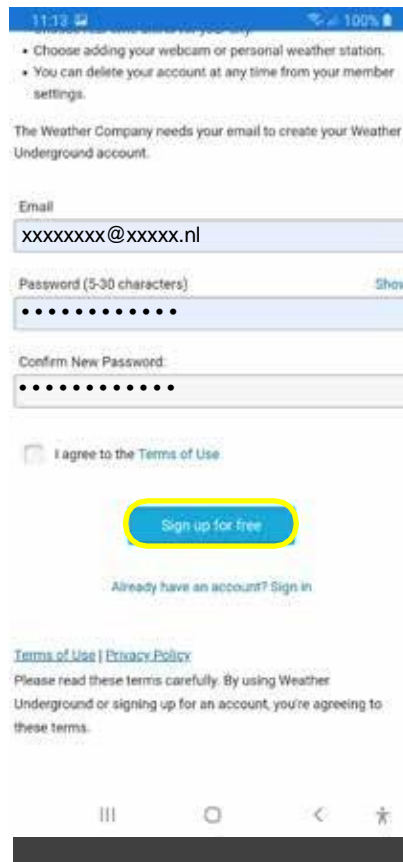 11:13
100%
• Choose adding your webcam or personal weather station.
• You can delete your account at any time from your member
settings.
The Weather Company needs your email to create your Weather
Underground account.
Email
xxxxxxxx@xxxxx.nl
Password (5-30 characters) Show
••••••••••••
Confirm New Password:
••••••••••••
I agree to the Terms of Use
Sign up for free
Already have an account? Sign in
Terms of Use | Privacy Policy
Please read these terms carefully. By using Weather
Underground or signing up for an account, you're agreeing to
these terms.